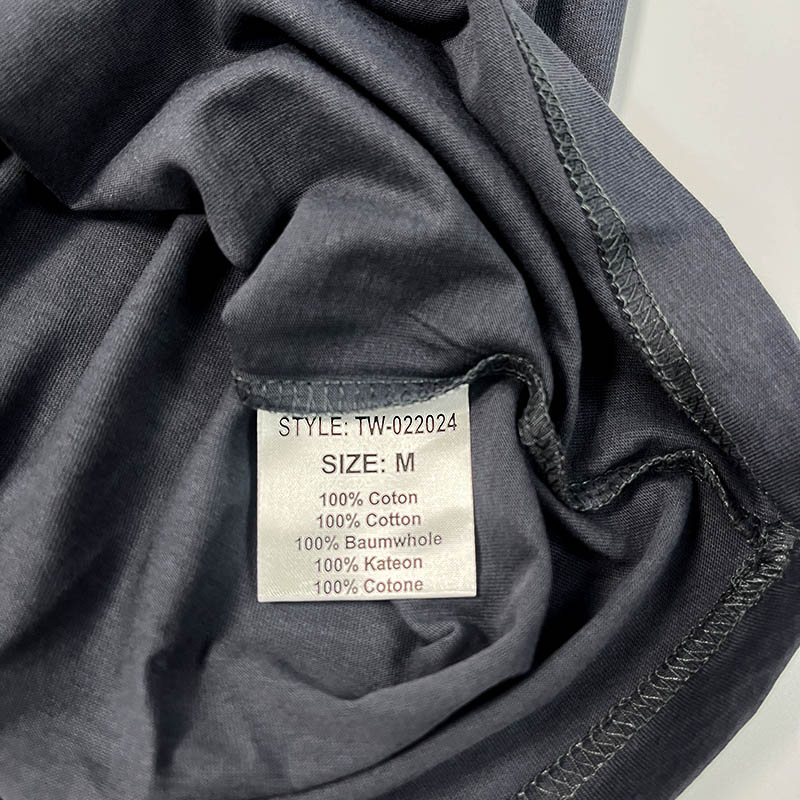 STYLE: TW-022024
SIZE: M
100% Coton
100% Cotton
100% Baumwhole
100% Kateon
100% Cotone